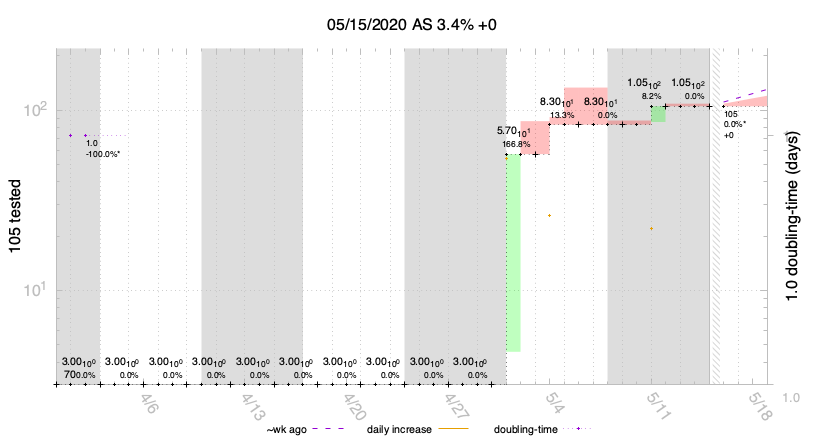 05/15/2020 AS 3.4% +0
105 tested
10²
10¹
1.0
-100.0%*
3.00₁₀0 3.00₁₀0 3.00₁₀0 3.00₁₀0 3.00₁₀0 3.00₁₀0 3.00₁₀0 3.00₁₀0 3.00₁₀0 3.00₁₀0
700.0% 0.0% 0.0% 0.0% 0.0% 0.0% 0.0% 0.0% 0.0% 0.0%
5.70₁₀1
166.8%
8.30₁₀1 8.30₁₀1
13.3% 0.0%
1.05₁₀2 1.05₁₀2
8.2% 0.0%
105
0.0%*
+0
1.0 doubling-time (days)
1.0
4/6 4/13 4/20 4/27 5/4 5/11 5/18
~wk ago daily increase doubling-time